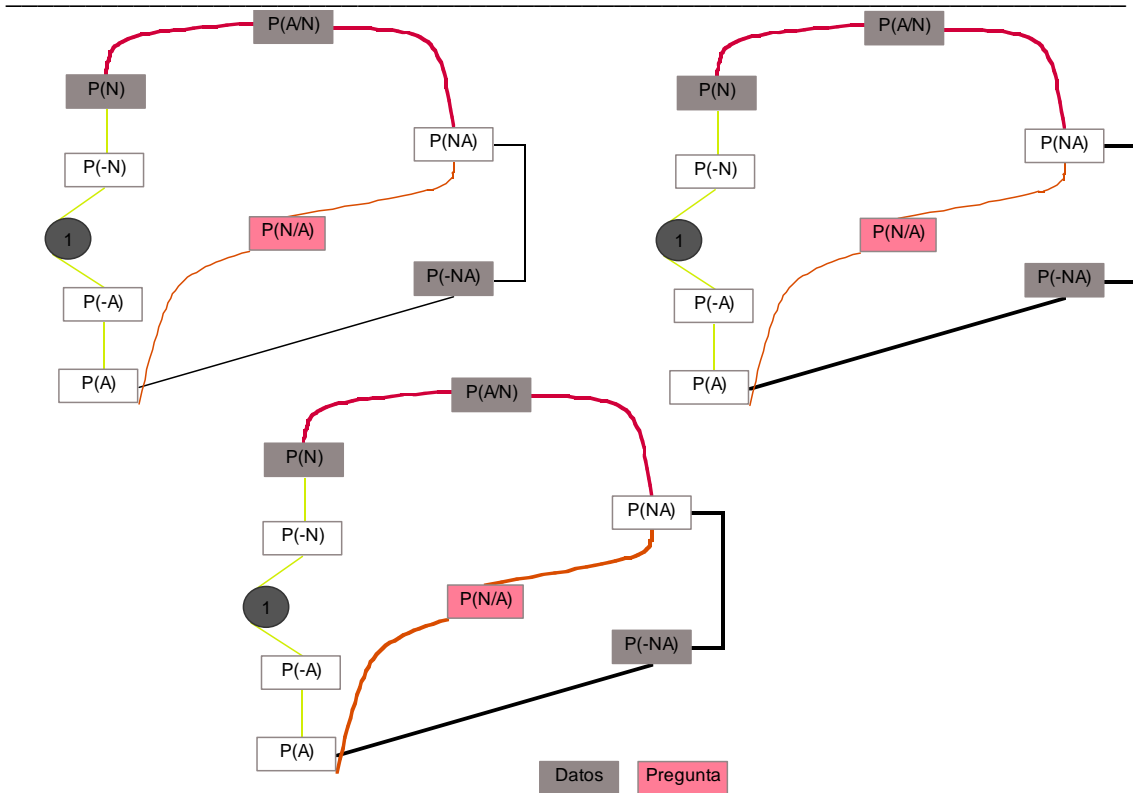 P(A/N)
P(N)
P(NA)
P(-N)
P(N/A)
1
P(-NA)
P(-A)
P(A)
P(A/N)
P(N)
P(NA)
P(-N)
P(N/A)
1
P(-NA)
P(-A)
P(A)
P(A/N)
P(N)
P(NA)
P(-N)
P(N/A)
1
P(-NA)
P(-A)
P(A)
Datos
Pregunta